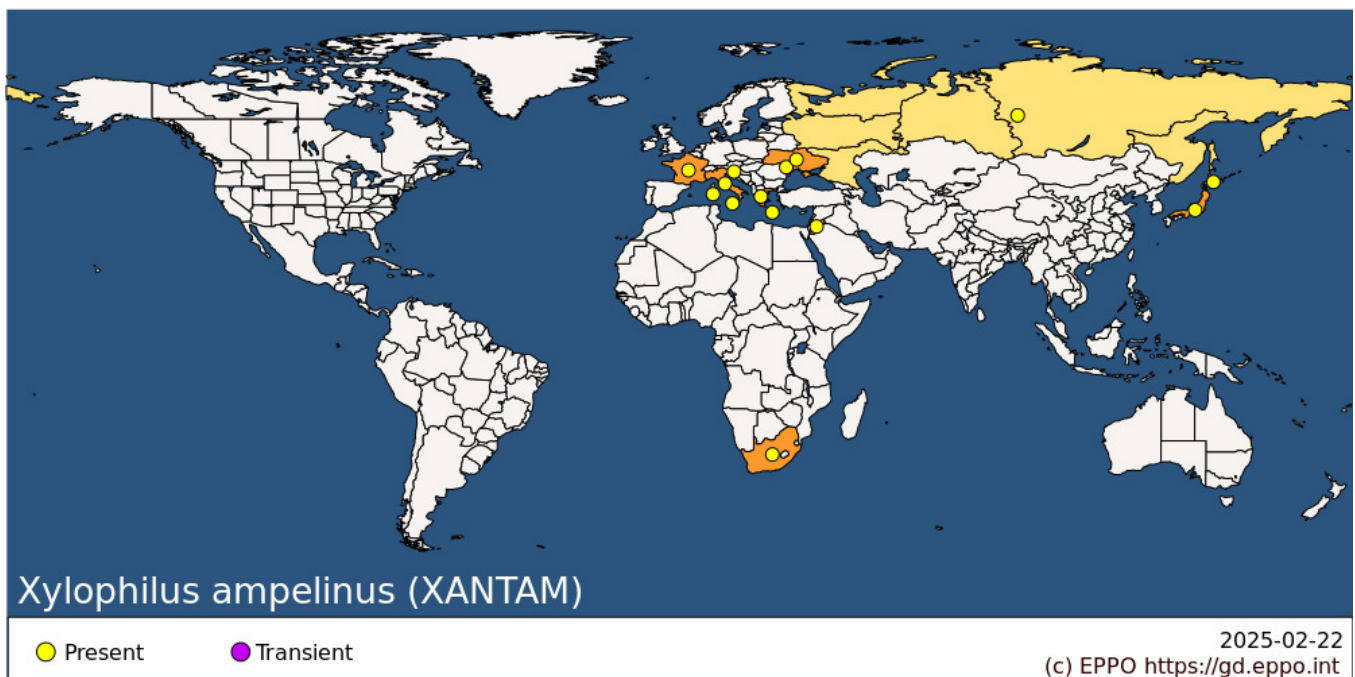 Xylophilus ampelinus (XANTAM)
Present
Transient
2025-02-22
(c) EPPO https://gd.eppo.int